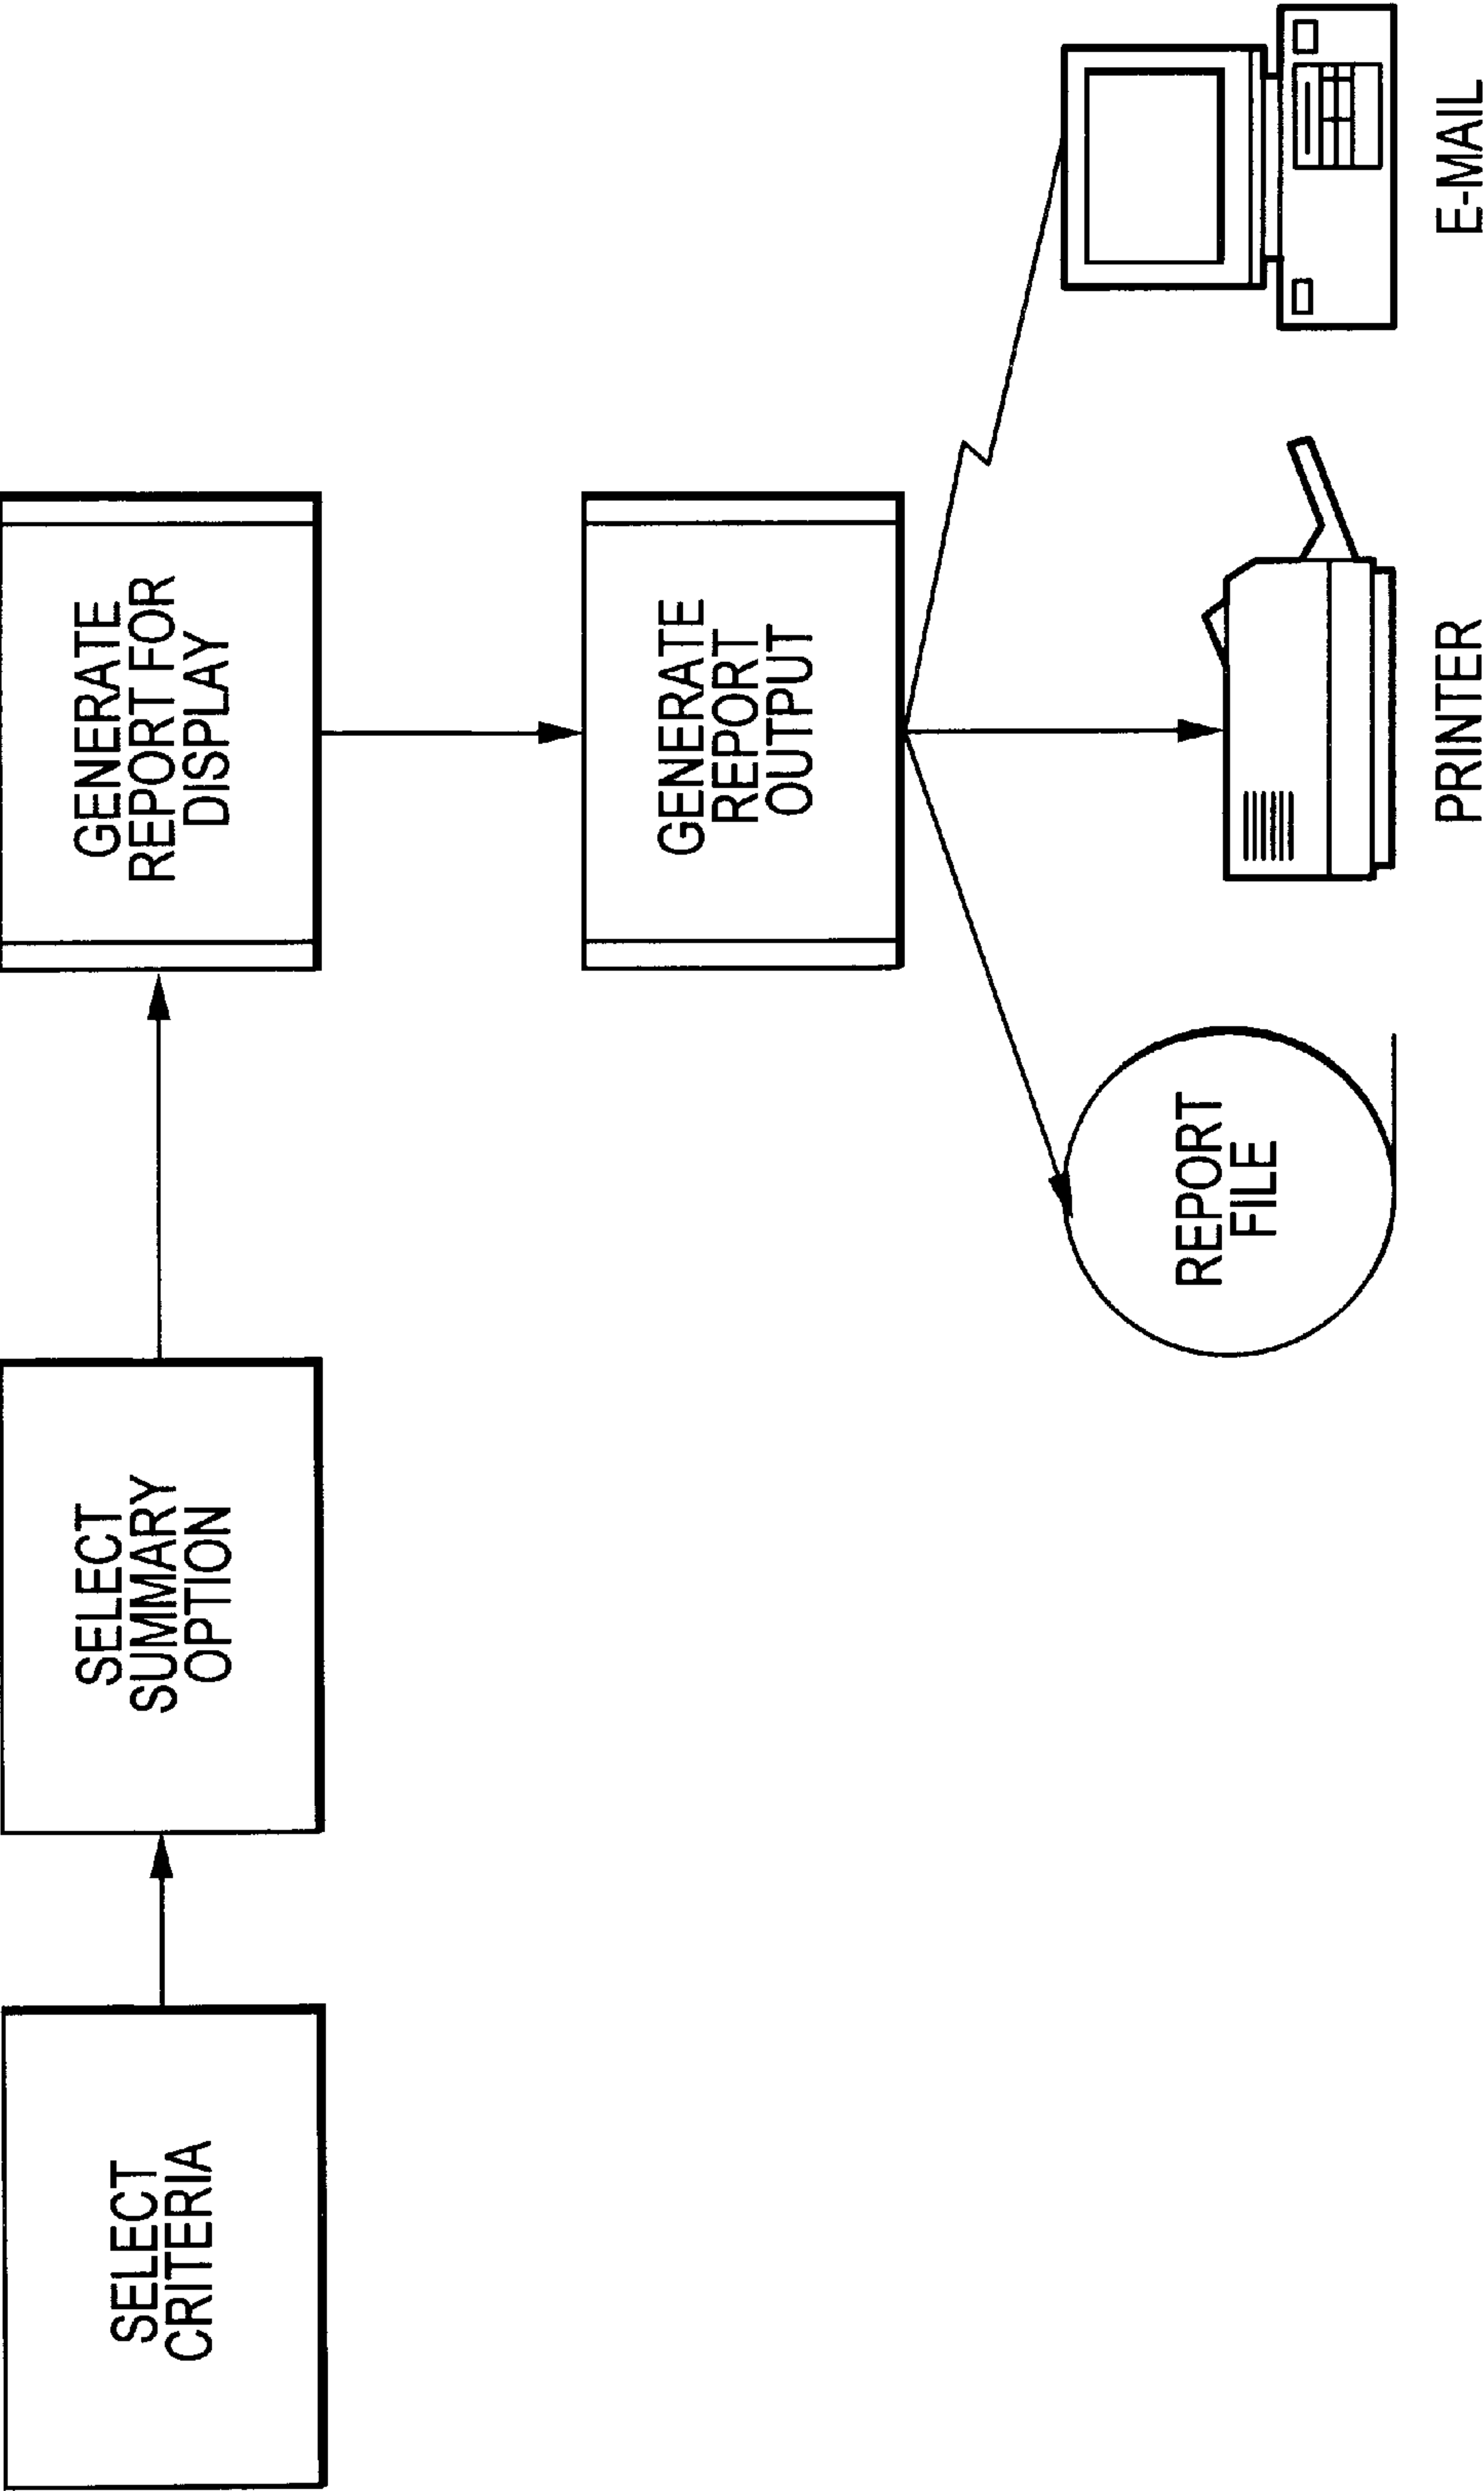 SELECT
CRITERIA
SELECT
SUMMARY
OPTION
GENERATE
REPORT FOR
DISPLAY
GENERATE
REPORT
OUTPUT
REPORT
FILE
PRINTER
E-MAIL